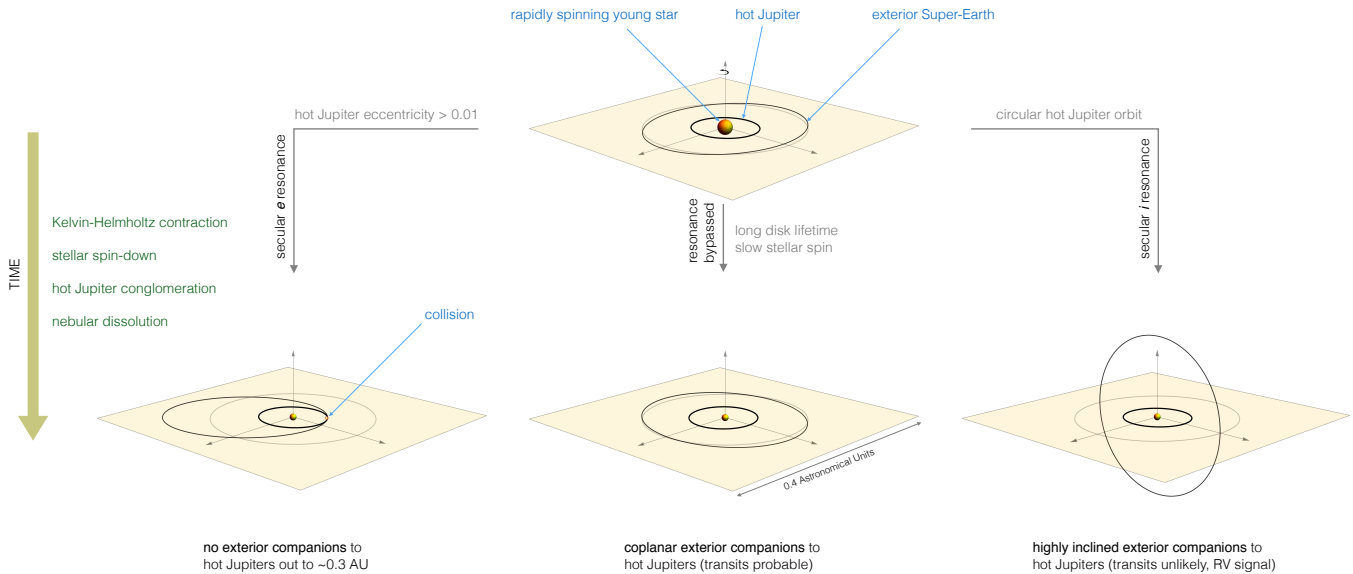 rapidly spinning young star
hot Jupiter
exterior Super-Earth
hot Jupiter eccentricity > 0.01
circular hot Jupiter orbit
secular e resonance
resonance
bypassed
long disk lifetime
slow stellar spin
secular i resonance
TIME
Kelvin-Helmholtz contraction
stellar spin-down
hot Jupiter conglomeration
nebular dissolution
collision
0.4 Astronomical Units
no exterior companions to
hot Jupiters out to ~0.3 AU
coplanar exterior companions to
hot Jupiters (transits probable)
highly inclined exterior companions to
hot Jupiters (transits unlikely, RV signal)